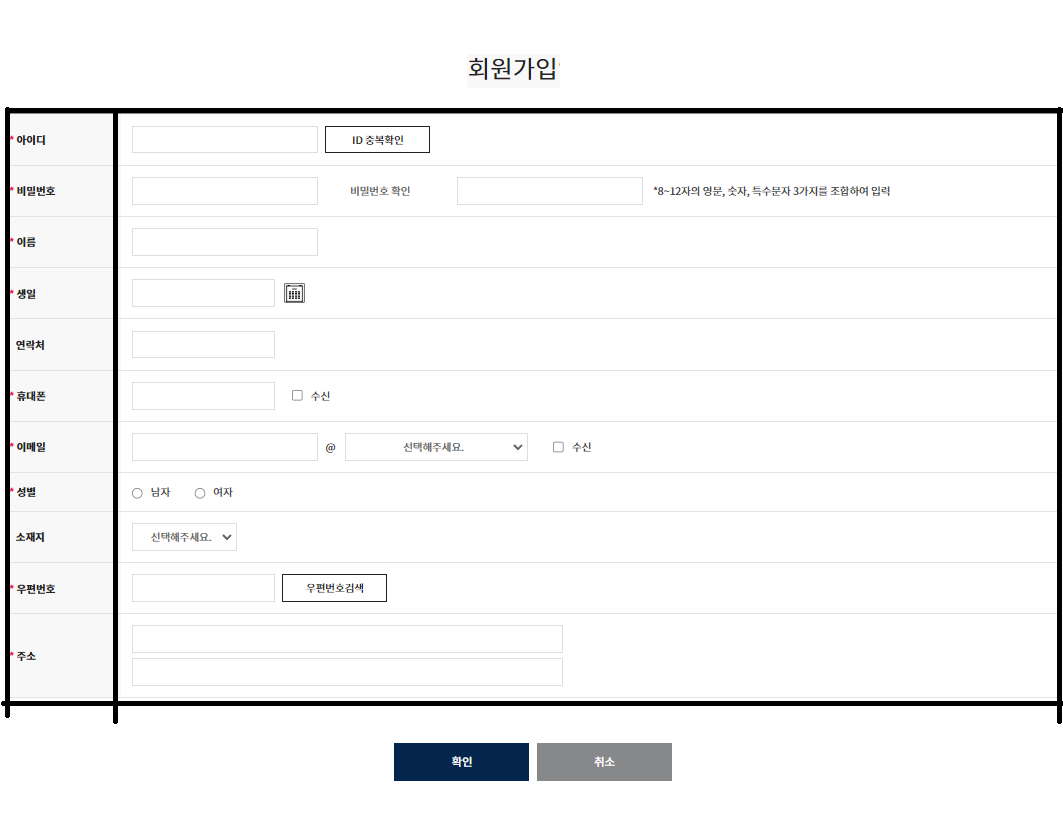 회원가입
* 아이디 ID 중복확인
* 비밀번호 비밀번호 확인 *8~12자의 영문, 숫자, 특수문자 3가지를 조합하여 입력
* 이름
* 생일
연락처
* 휴대폰 수신
* 이메일 @ 선택해주세요. 수신
* 성별 남자 여자
소재지 선택해주세요.
* 우편번호 우편번호검색
* 주소
확인 취소